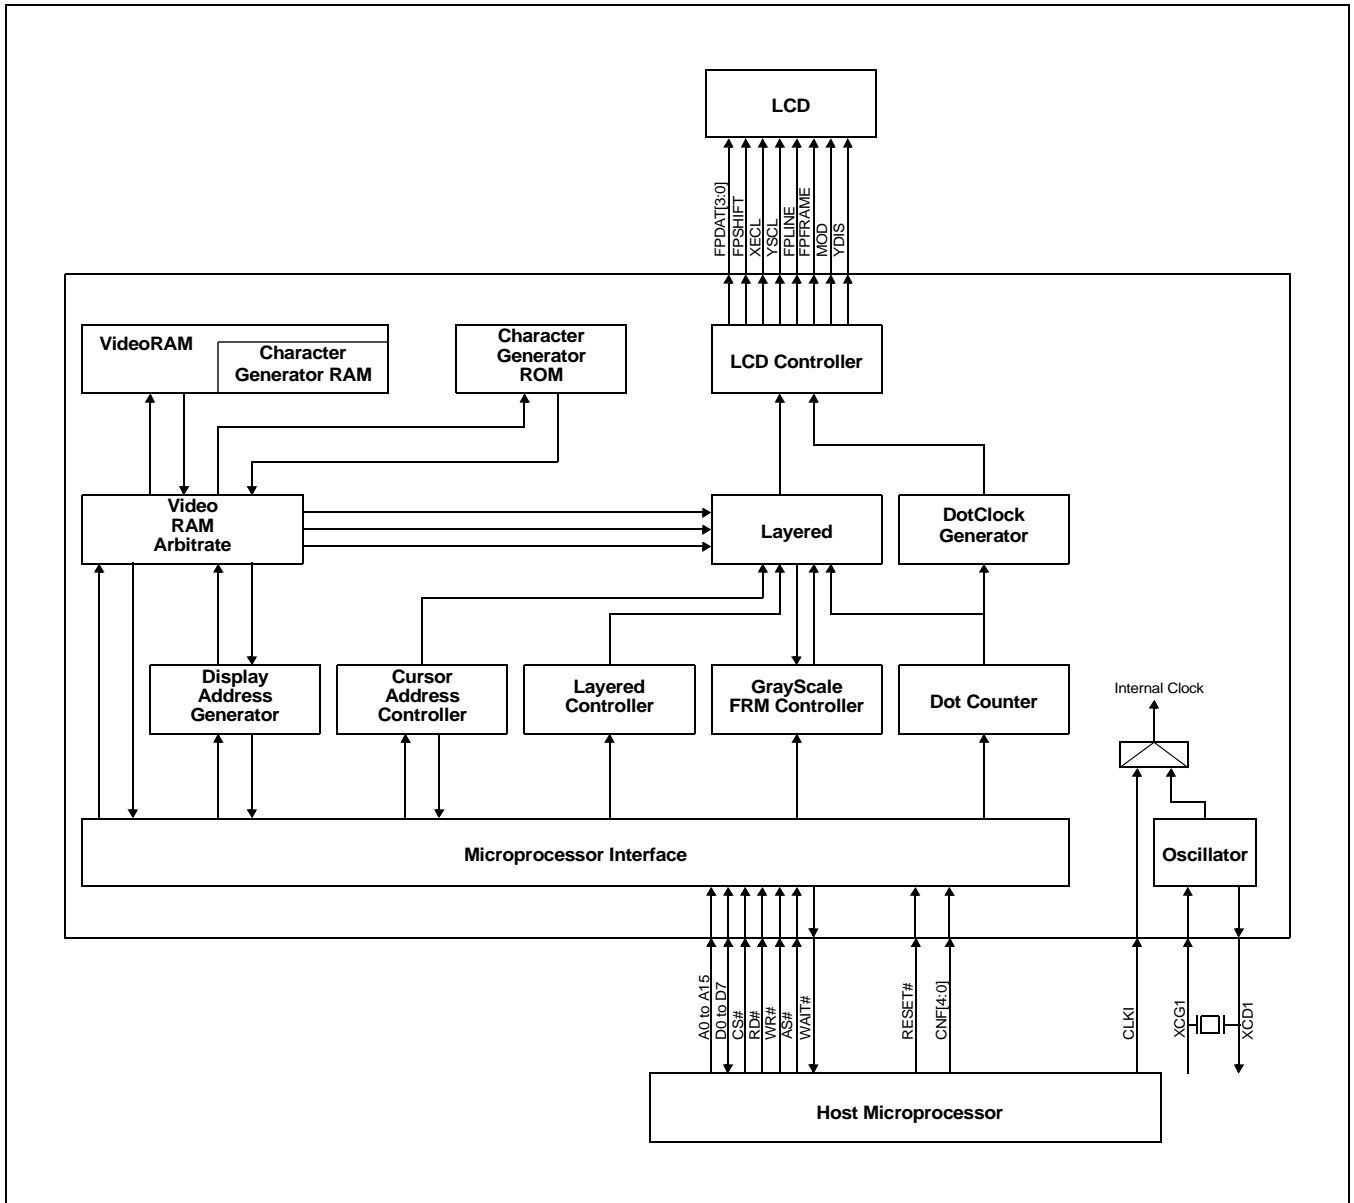 LCD
FPDAT[3:0]
FPSHIFT
XECL
YSCL
FPLINE
FPFRAME
MOD
YDIS
VideoRAM
Character
Generator RAM
Character
Generator
ROM
LCD Controller
Video
RAM
Arbitrate
Layered
DotClock
Generator
Display
Address
Generator
Cursor
Address
Controller
Layered
Controller
GrayScale
FRM Controller
Dot Counter
Internal Clock
Microprocessor Interface
Oscillator
A0 to A15
D0 to D7
CS#
RD#
WR#
AS#
WAIT#
RESET#
CNF[4:0]
CLKI
XCG1
XCD1
Host Microprocessor